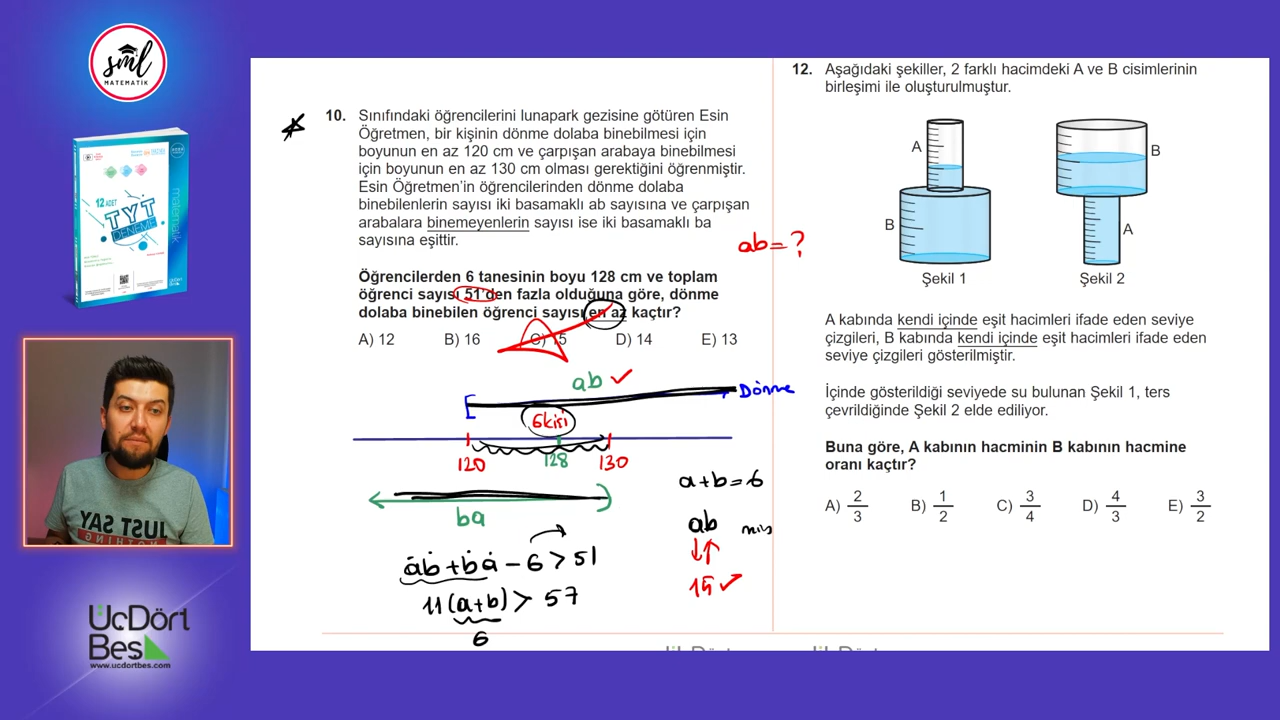 sml
MATEMATİK
12 ADET
TYT
DENEME
matematik
JUST SAY
NOTHING
ÜçDört
Beş
www.ucdortbes.com
10. Sınıfındaki öğrencilerini lunapark gezisine götüren Esin
Öğretmen, bir kişinin dönme dolaba binebilmesi için
boyunun en az 120 cm ve çarpışan arabaya binebilmesi
için boyunun en az 130 cm olması gerektiğini öğrenmiştir.
Esin Öğretmen'in öğrencilerinden dönme dolaba
binebilenlerin sayısı iki basamaklı ab sayısına ve çarpışan
arabalara binemeyenlerin sayısı ise iki basamaklı ba
sayısına eşittir.
ab=?
Öğrencilerden 6 tanesinin boyu 128 cm ve toplam
öğrenci sayısı 51'den fazla olduğuna göre, dönme
dolaba binebilen öğrenci sayısı en az kaçtır?
A) 12 B) 16 C) 15 D) 14 E) 13
ab
Dönme
6kişi
120 128 130
ba
ab+ba-6>51
11(a+b)>57
6
a+b=6
ab
15
12. Aşağıdaki şekiller, 2 farklı hacimdeki A ve B cisimlerinin
birleşimi ile oluşturulmuştur.
A
B
Şekil 1
B
A
Şekil 2
A kabında kendi içinde eşit hacimleri ifade eden seviye
çizgileri, B kabında kendi içinde eşit hacimleri ifade eden
seviye çizgileri gösterilmiştir.
İçinde gösterildiği seviyede su bulunan Şekil 1, ters
çevrildiğinde Şekil 2 elde ediliyor.
Buna göre, A kabının hacminin B kabının hacmine
oranı kaçtır?
A) 2/3 B) 1/2 C) 3/4 D) 4/3 E) 3/2